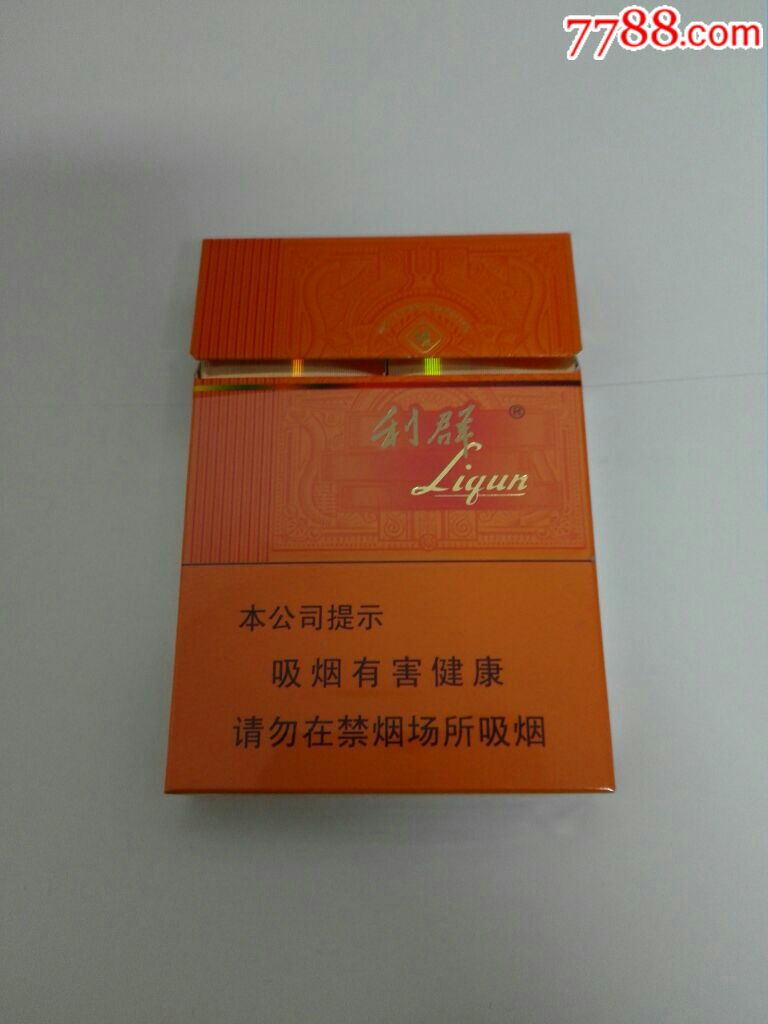 7788.com
利群®
Liqun
本公司提示
吸烟有害健康
请勿在禁烟场所吸烟